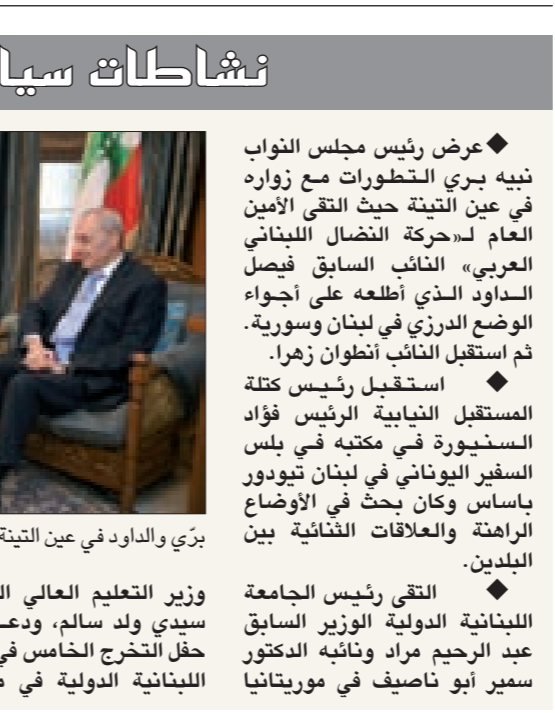 نشاطات سيا
◆ عرض رئيس مجلس النواب
نبيه بري التطورات مع زواره
في عين التينة حيث التقى الأمين
العام لـ«حركة النضال اللبناني
العربي» النائب السابق فيصل
الداود الذي أطلعه على أجواء
الوضع الدرزي في لبنان وسورية.
ثم استقبل النائب أنطوان زهرا.
◆ استقبل رئيس كتلة
المستقبل النيابية الرئيس فؤاد
السنيورة في مكتبه في بلس
السفير اليوناني في لبنان تيودور
باساس وكان بحث في الأوضاع
الراهنة والعلاقات الثنائية بين
البلدين.
◆ التقى رئيس الجامعة
اللبنانية الدولية الوزير السابق
عبد الرحيم مراد ونائبه الدكتور
سمير أبو ناصيف في موريتانيا
برّي والداود في عين التينة
وزير التعليم العالي ال
سيدي ولد سالم، ودعـ
حفل التخرج الخامس في
اللبنانية الدولية في م